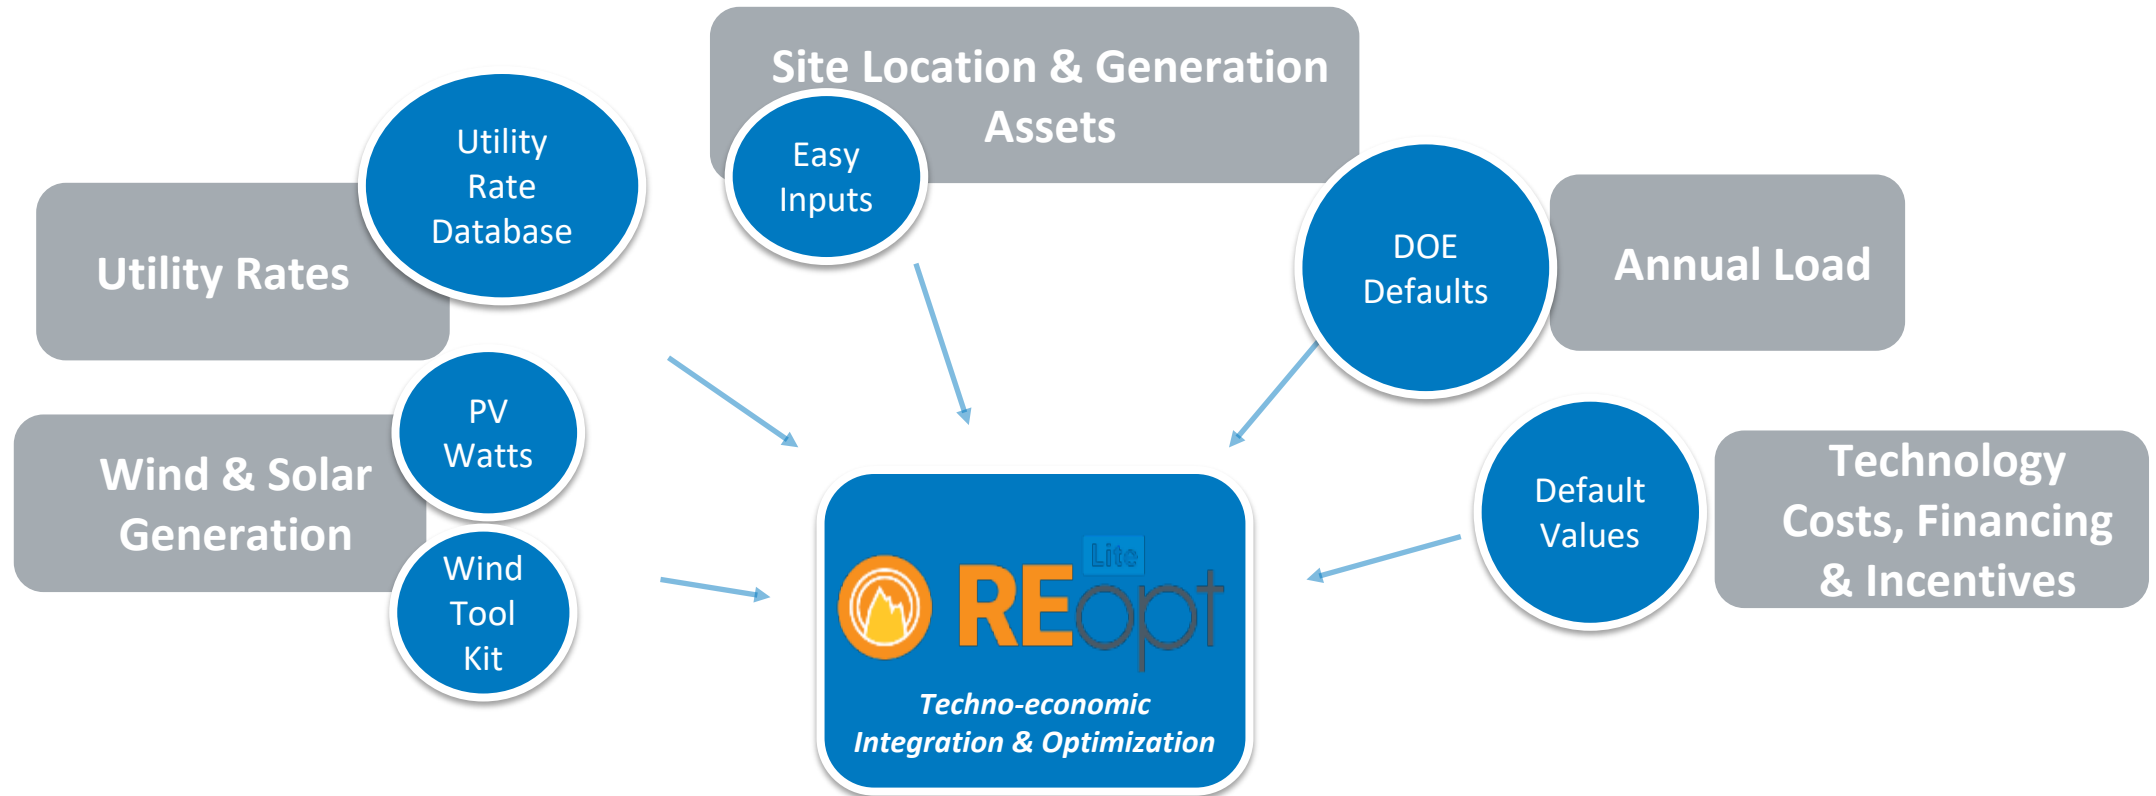 Site Location & Generation
Assets
Easy
Inputs
Utility
Rate
Database
Utility Rates
DOE
Defaults
Annual Load
PV
Watts
Wind & Solar
Generation
Wind
Tool
Kit
Default
Values
Technology
Costs, Financing
& Incentives
Lite
REopt
Techno-economic
Integration & Optimization